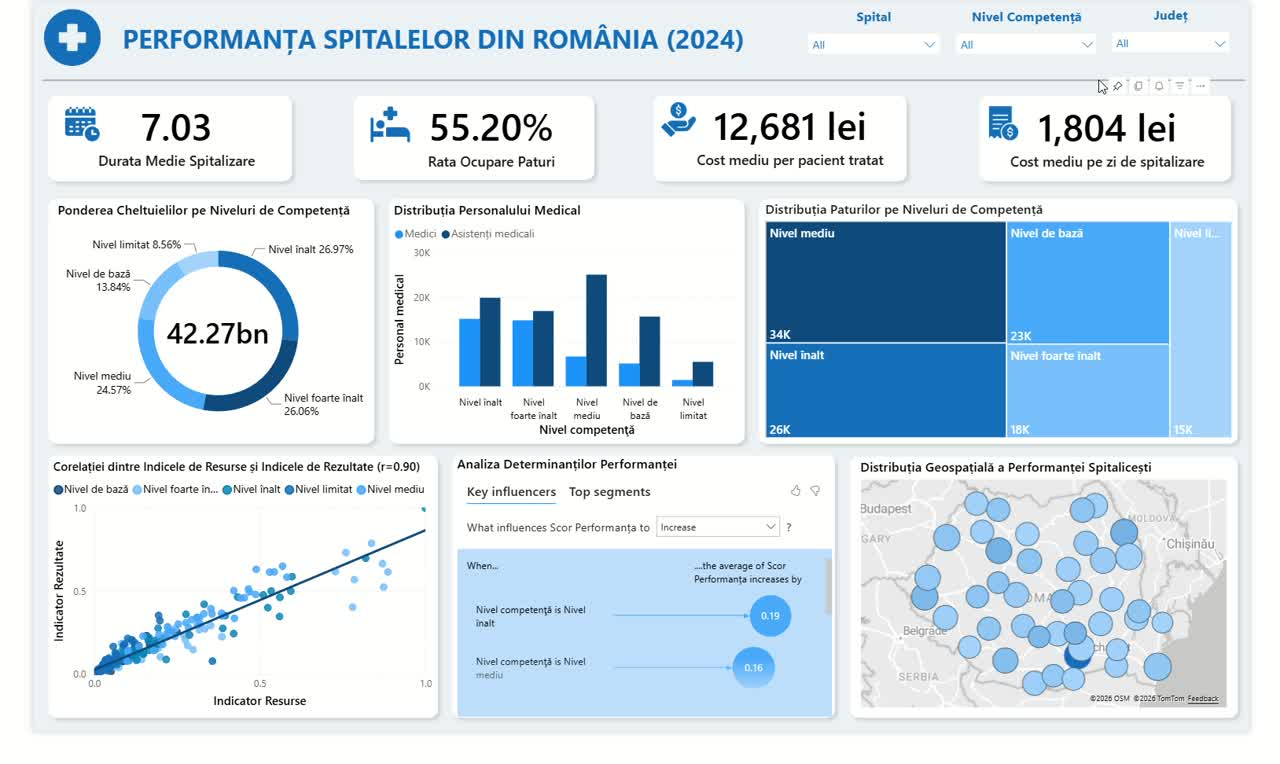 PERFORMANȚA SPITALELOR DIN ROMÂNIA (2024)
Spital
Nivel Competență
Județ
All
All
All
7.03
Durata Medie Spitalizare
55.20%
Rata Ocupare Paturi
12,681 lei
Cost mediu per pacient tratat
1,804 lei
Cost mediu pe zi de spitalizare
Ponderea Cheltuielilor pe Niveluri de Competență
Nivel limitat 8.56%
Nivel înalt 26.97%
Nivel de bază
13.84%
42.27bn
Nivel mediu
24.57%
Nivel foarte înalt
26.06%
Distribuția Personalului Medical
Medici
Asistenți medicali
Personal medical
30K
20K
10K
0K
Nivel înalt
Nivel
foarte înalt
Nivel
mediu
Nivel de
bază
Nivel
limitat
Nivel competenţă
Distribuția Paturilor pe Niveluri de Competență
Nivel mediu
34K
Nivel de bază
23K
Nivel li...
15K
Nivel înalt
26K
Nivel foarte înalt
18K
Corelației dintre Indicele de Resurse și Indicele de Rezultate (r=0.90)
Nivel de bază
Nivel foarte în...
Nivel înalt
Nivel limitat
Nivel mediu
Indicator Rezultate
1.0
0.5
0.0
0.0
0.5
1.0
Indicator Resurse
Analiza Determinanților Performanței
Key influencers
Top segments
What influences Scor Performanța to
Increase
?
When...
....the average of Scor
Performanța increases by
Nivel competenţă is Nivel
înalt
0.19
Nivel competenţă is Nivel
mediu
0.16
Distribuția Geospațială a Performanței Spitalicești
Budapest
MOLDOVA
GARY
Chișinău
Belgrade
SERBIA
©2026 OSM ©2026 TomTom Feedback